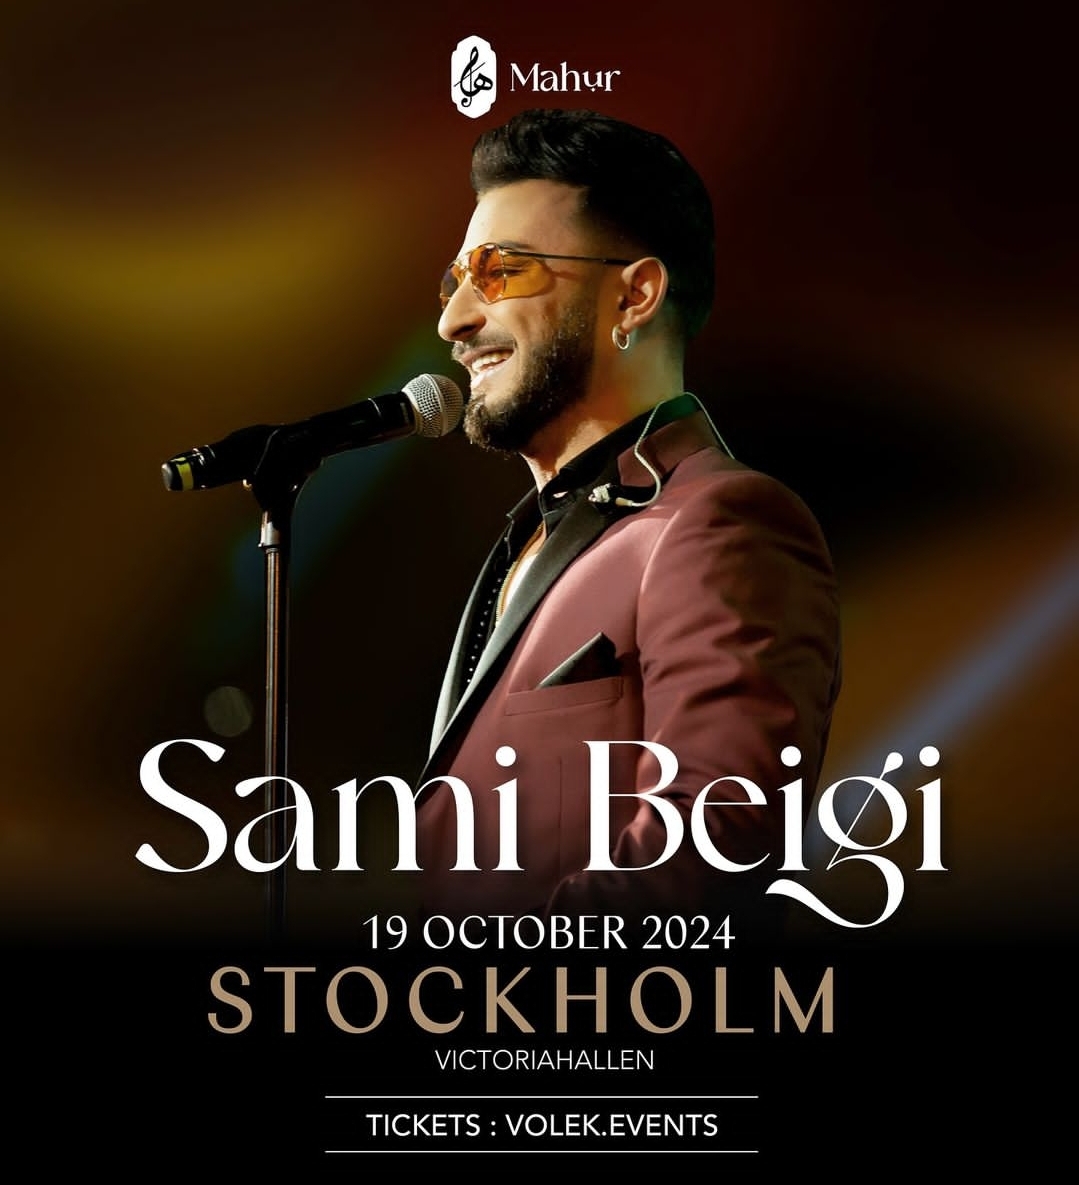 Mahur
Sami Beigi
19 OCTOBER 2024
STOCKHOLM
VICTORIAHALLEN
TICKETS : VOLEK.EVENTS